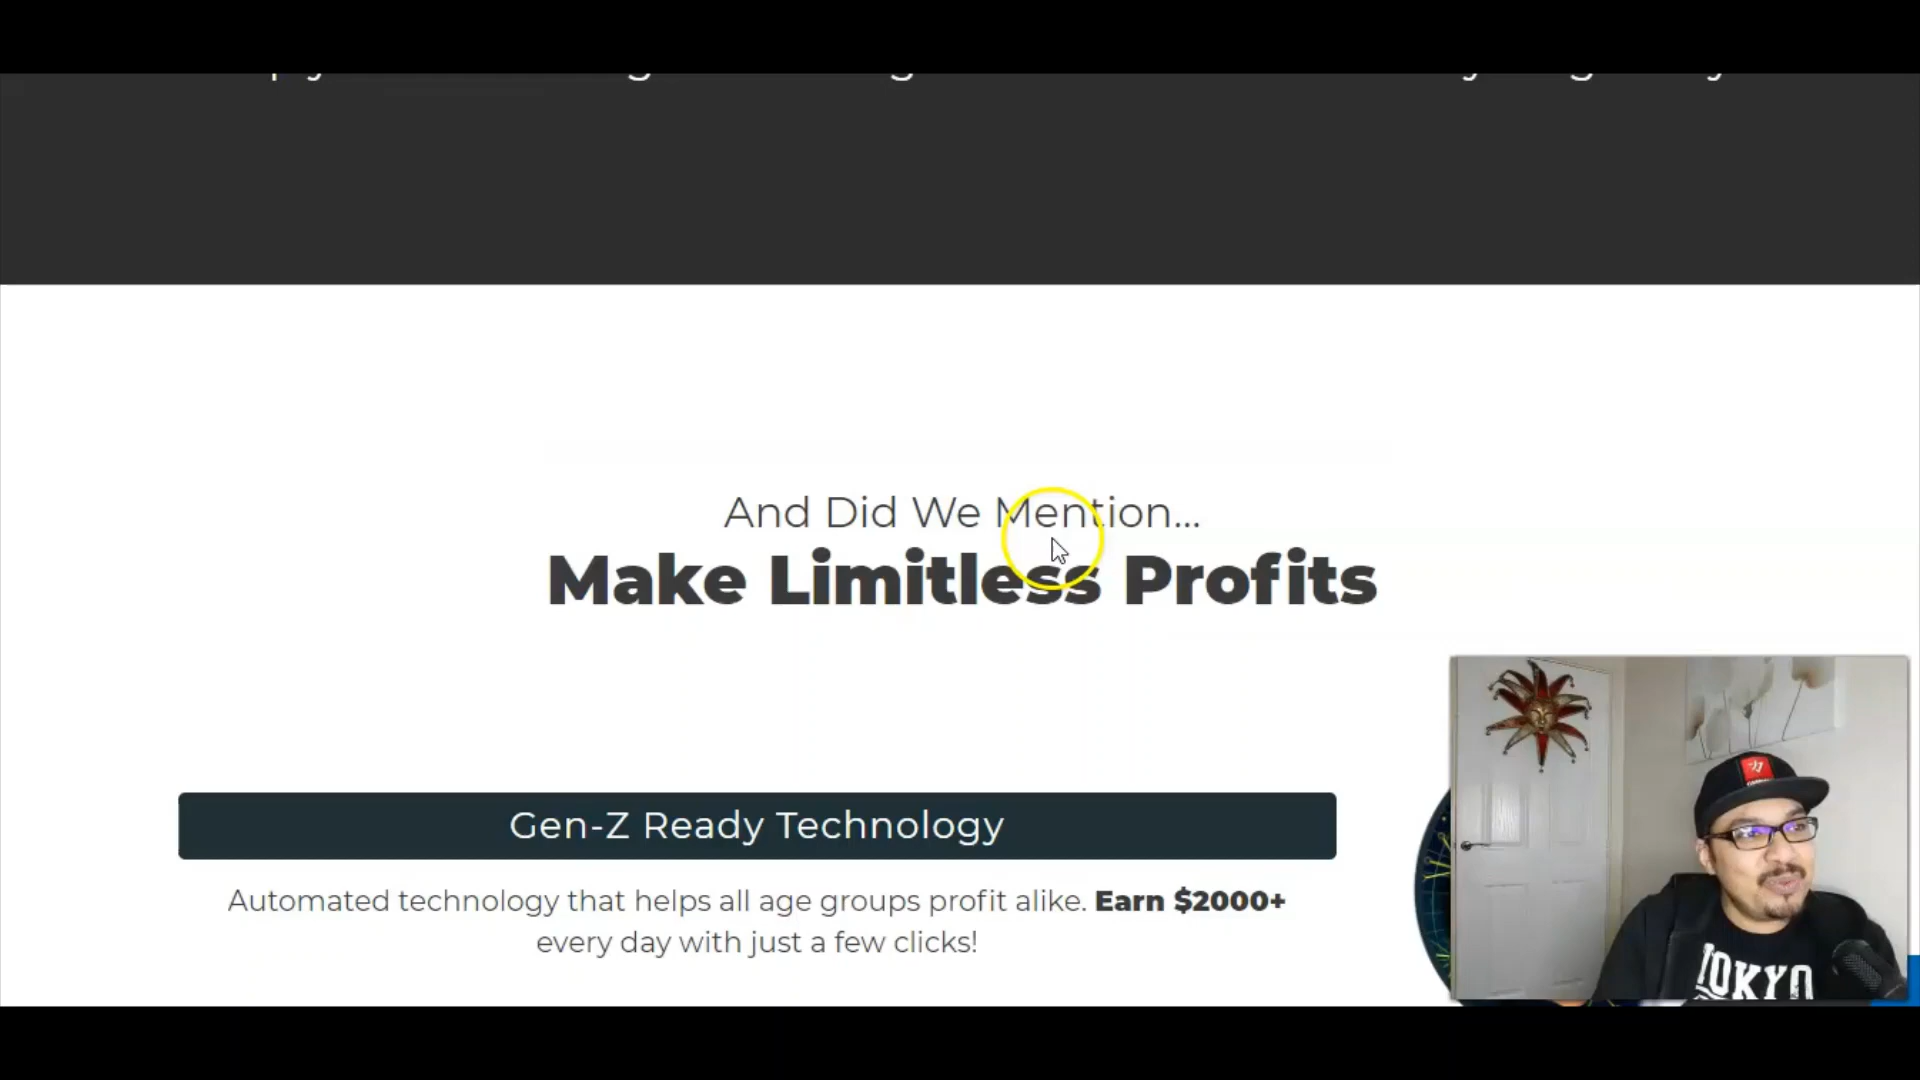 And Did We Mention...
Make Limitless Profits
Gen-Z Ready Technology
Automated technology that helps all age groups profit alike. Earn $2000+
every day with just a few clicks!
TOKYO